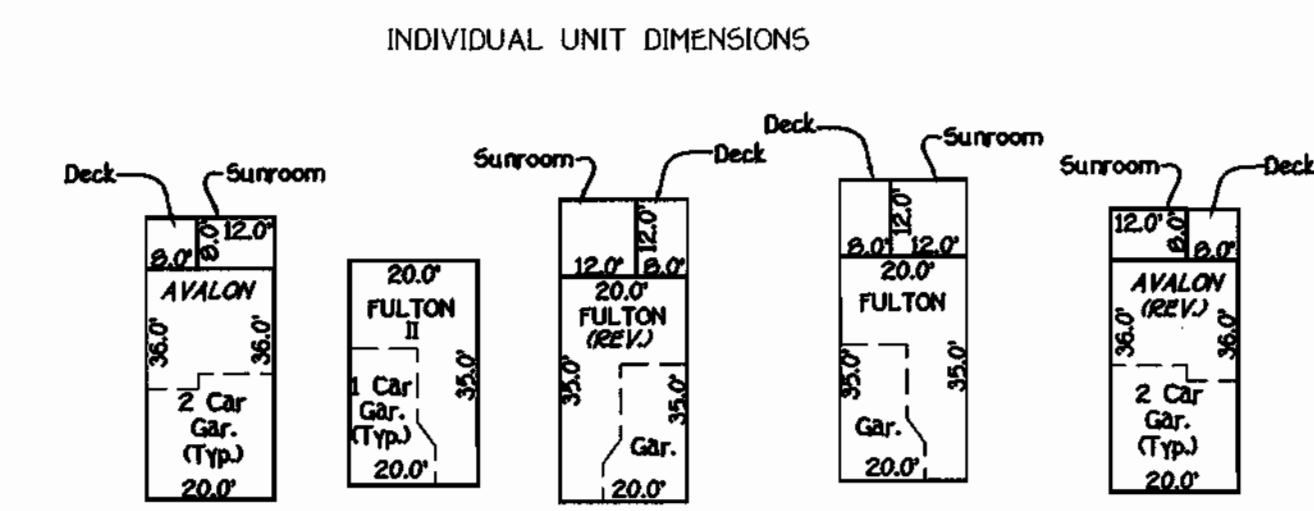 INDIVIDUAL UNIT DIMENSIONS
Deck
Sunroom
8.0'
8.0'
12.0'
AVALON
36.0'
36.0'
2 Car
Gar.
(Typ.)
20.0'
20.0'
FULTON
II
1 Car
Gar.
(Typ.)
35.0'
20.0'
Sunroom
Deck
12.0'
12.0'
8.0'
20.0'
FULTON
(REV.)
35.0'
35.0'
Gar.
20.0'
Deck
Sunroom
12.0'
8.0'
12.0'
20.0'
FULTON
35.0'
35.0'
Gar.
20.0'
Sunroom
Deck
12.0'
8.0'
8.0'
AVALON
(REV.)
36.0'
36.0'
2 Car
Gar.
(Typ.)
20.0'